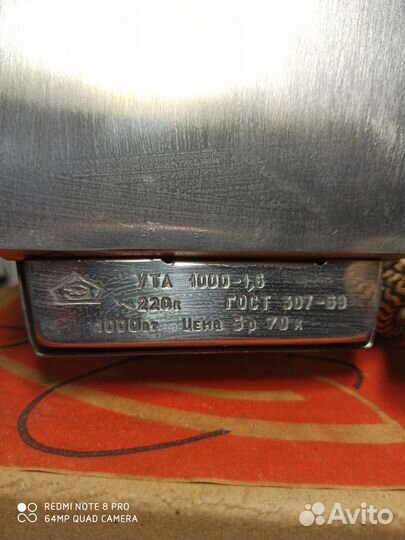 УТА 1000-1,6
~220в ГОСТ 307-69
1000вт Цена 5р 70к
REDMI NOTE 8 PRO
64MP QUAD CAMERA
Avito